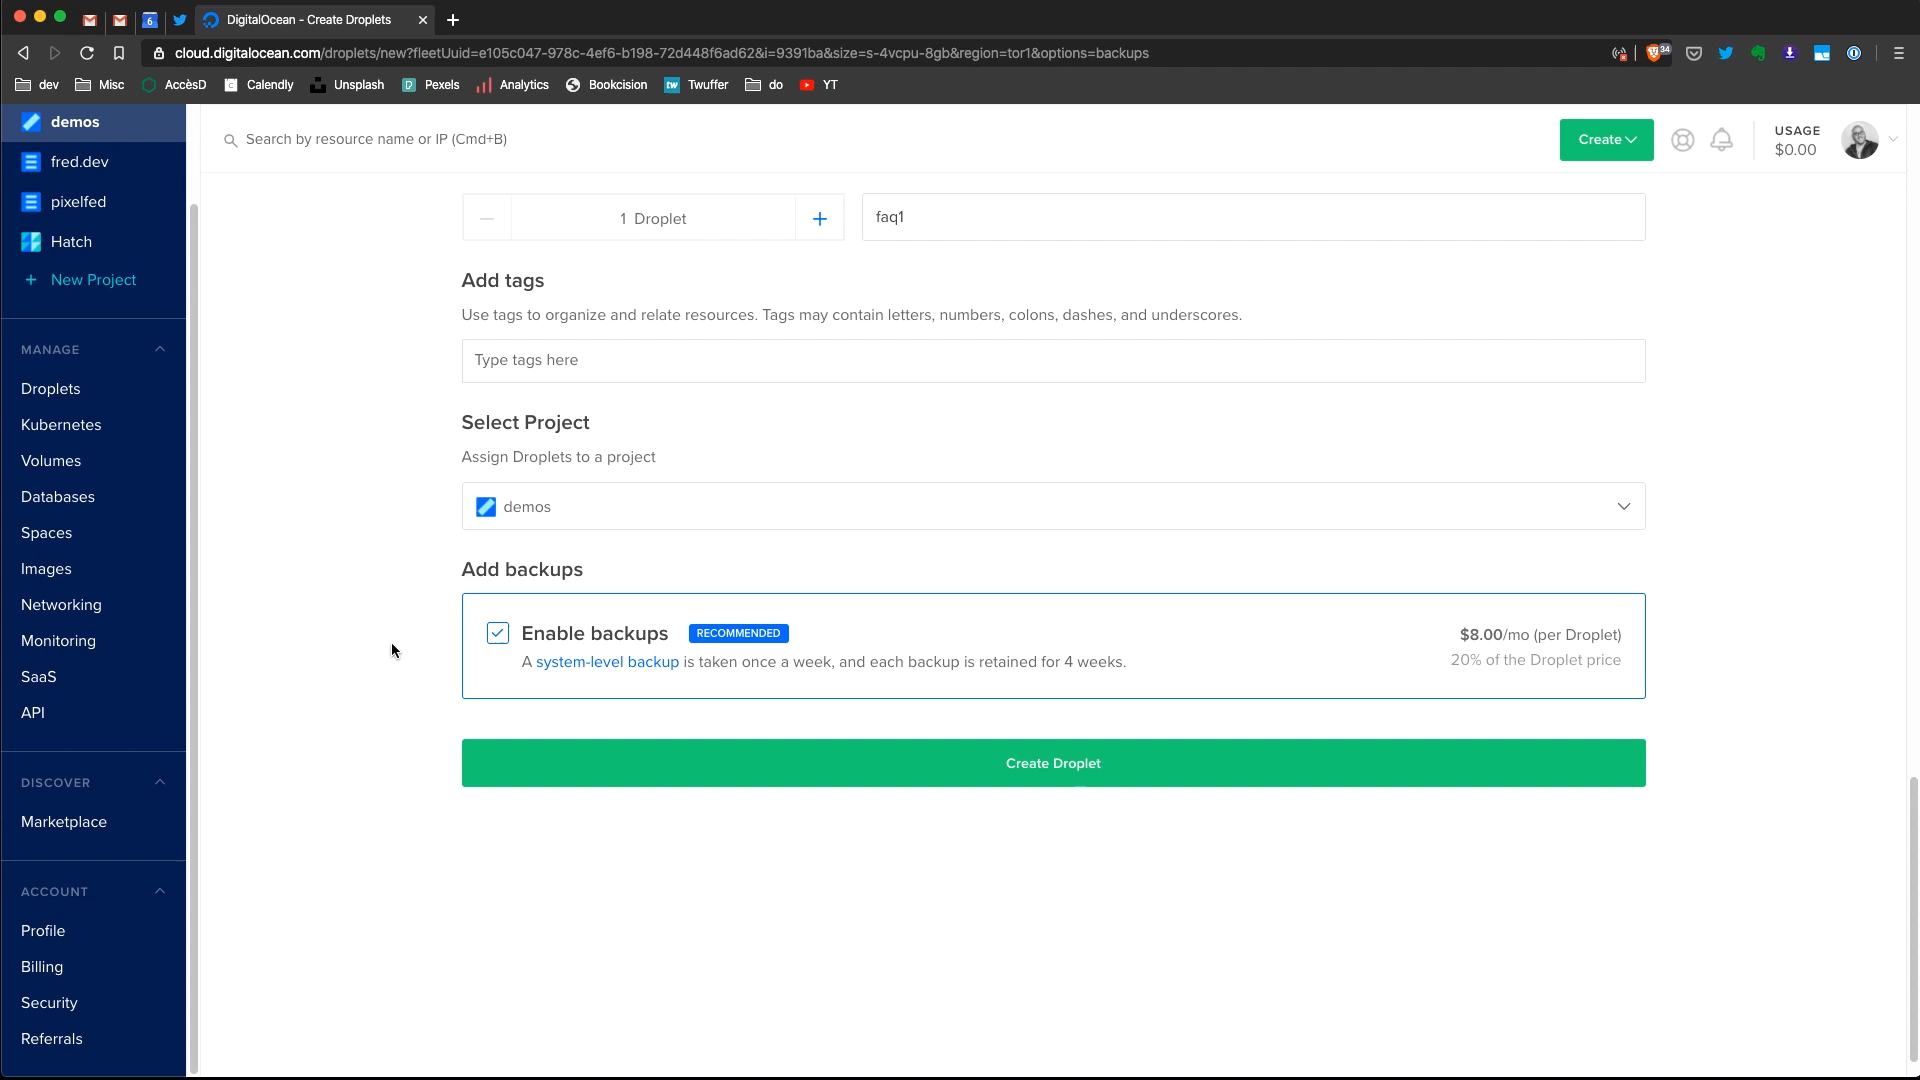 6
DigitalOcean - Create Droplets
cloud.digitalocean.com/droplets/new?fleetUuid=e105c047-978c-4ef6-b198-72d448f6ad62&i=9391ba&size=s-4vcpu-8gb&region=tor1&options=backups
34
dev
Misc
AccèsD
Calendly
Unsplash
Pexels
Analytics
Bookcision
tw
Twuffer
do
YT
demos
fred.dev
pixelfed
Hatch
+ New Project
MANAGE
Droplets
Kubernetes
Volumes
Databases
Spaces
Images
Networking
Monitoring
SaaS
API
DISCOVER
Marketplace
ACCOUNT
Profile
Billing
Security
Referrals
Search by resource name or IP (Cmd+B)
Create
USAGE
$0.00
1 Droplet
faq1
Add tags
Use tags to organize and relate resources. Tags may contain letters, numbers, colons, dashes, and underscores.
Type tags here
Select Project
Assign Droplets to a project
demos
Add backups
Enable backups RECOMMENDED
A system-level backup is taken once a week, and each backup is retained for 4 weeks.
$8.00/mo (per Droplet)
20% of the Droplet price
Create Droplet